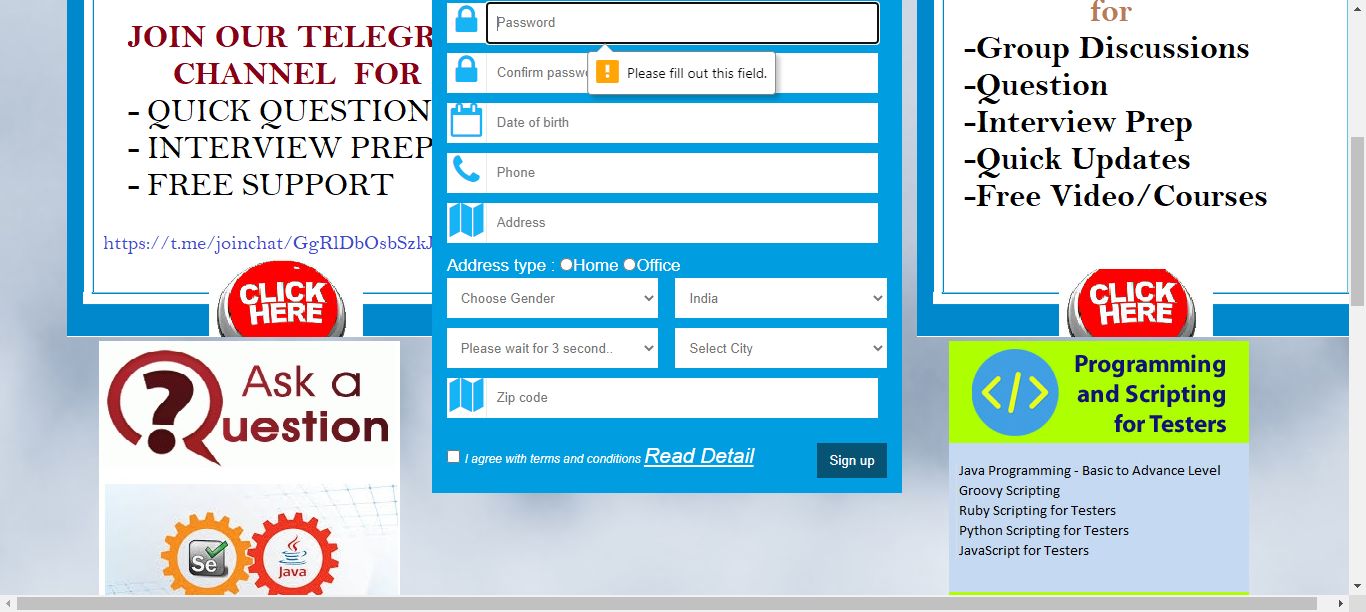 JOIN OUR TELEGR
CHANNEL FOR
- QUICK QUESTION
- INTERVIEW PREP
- FREE SUPPORT
https://t.me/joinchat/GgRlDbOsbSzkJ
CLICK
HERE
Ask a
Question
Se
Java
Password
Confirm passwo
Please fill out this field.
Date of birth
Phone
Address
Address type : Home Office
Choose Gender India
Please wait for 3 second.. Select City
Zip code
I agree with terms and conditions Read Detail Sign up
for
-Group Discussions
-Question
-Interview Prep
-Quick Updates
-Free Video/Courses
CLICK
HERE
</> Programming
and Scripting
for Testers
Java Programming - Basic to Advance Level
Groovy Scripting
Ruby Scripting for Testers
Python Scripting for Testers
JavaScript for Testers